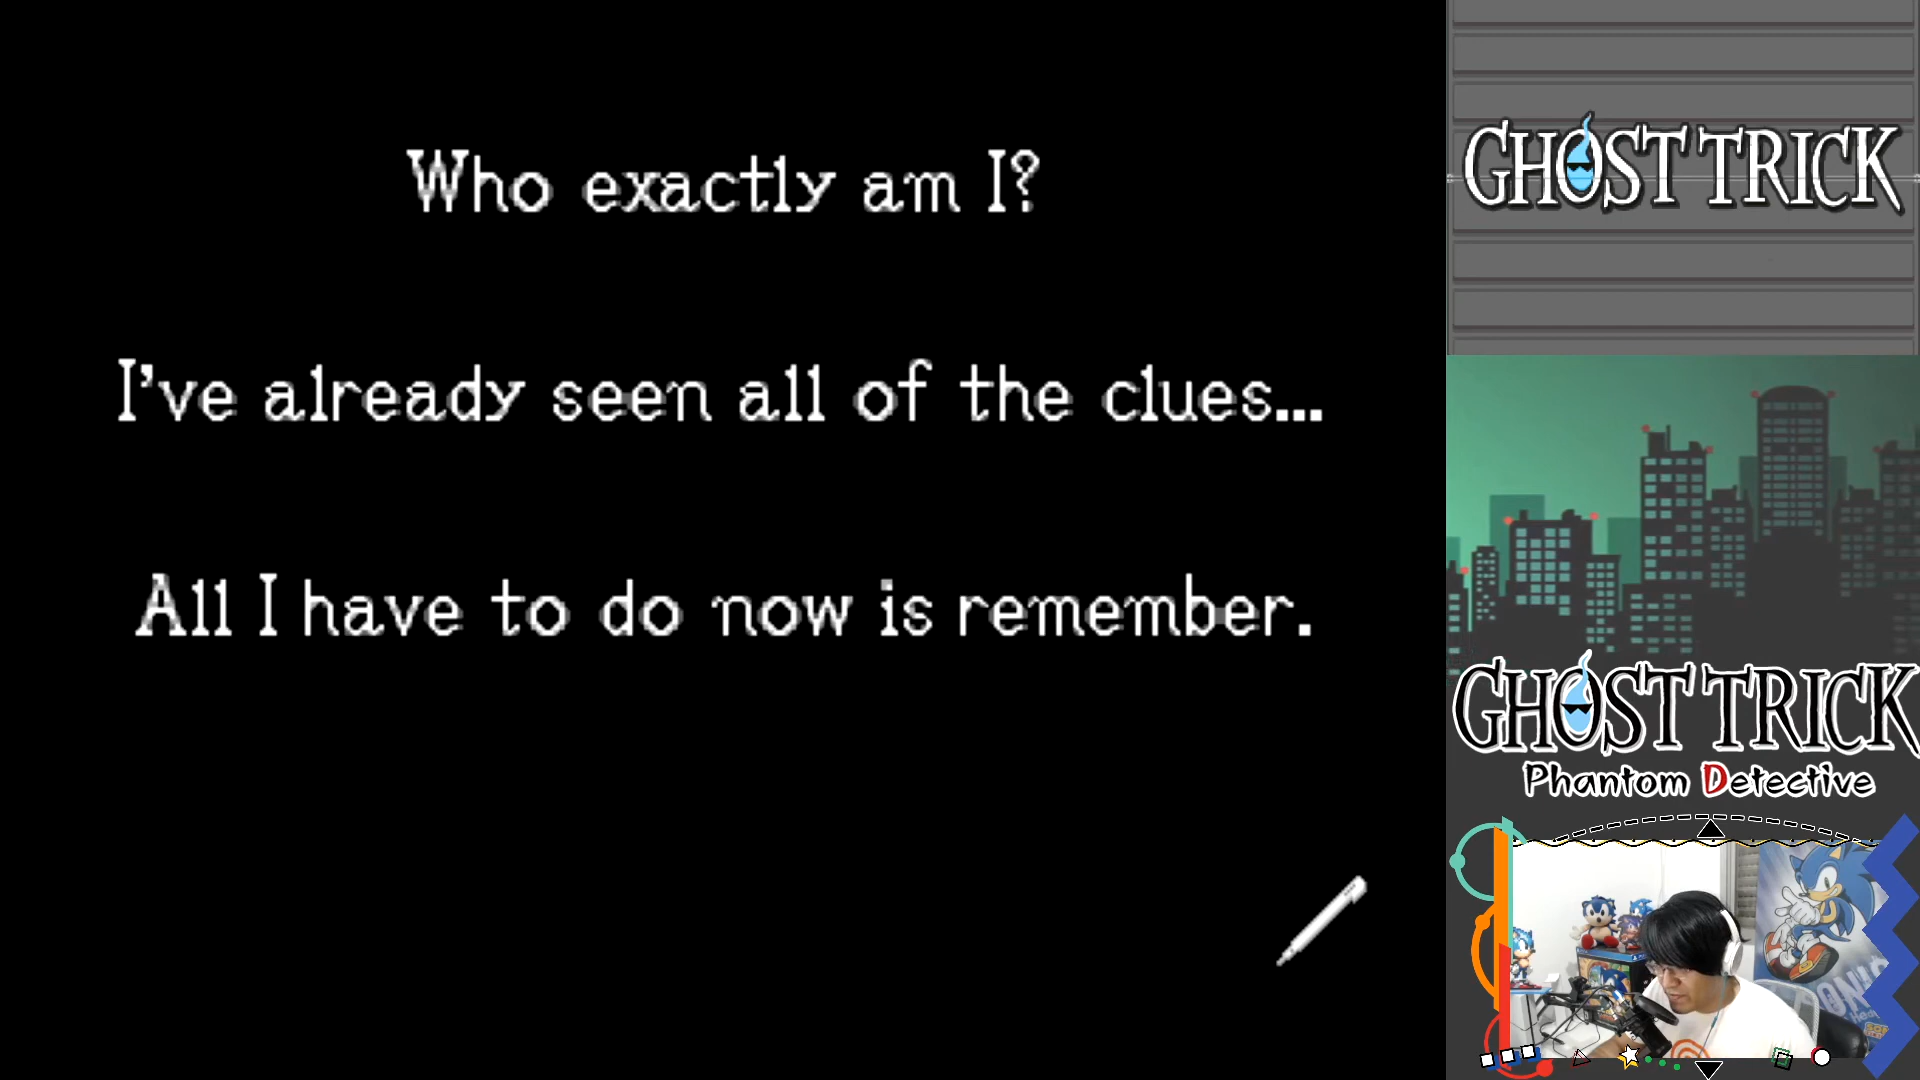 Who exactly am I?
I've already seen all of the clues...
All I have to do now is remember.
GHOST TRICK
GHOST TRICK
Phantom Detective